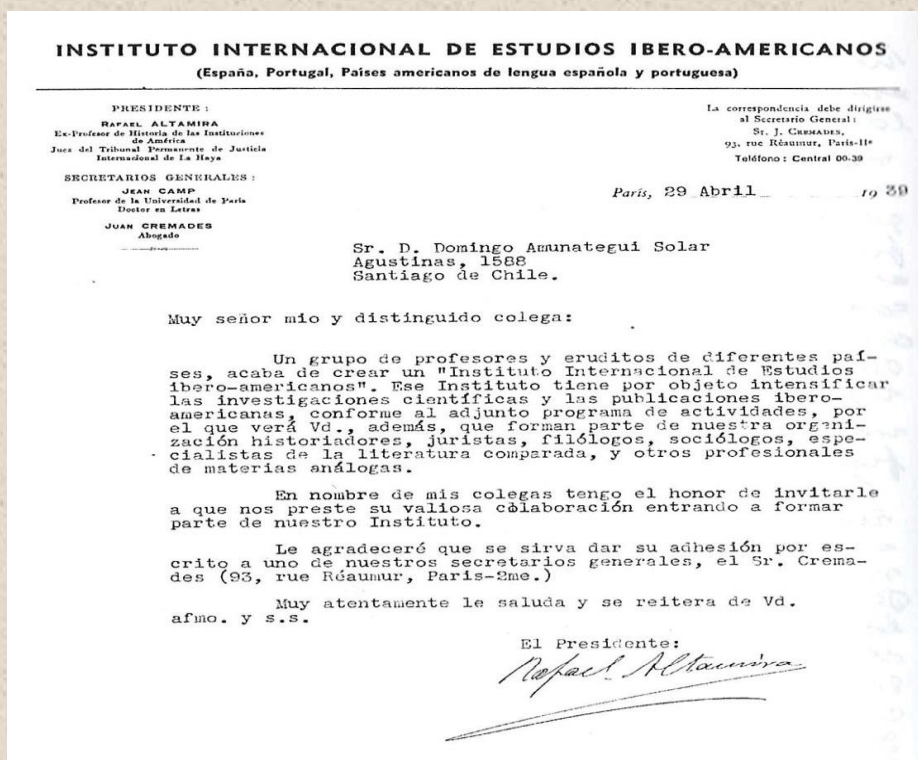 INSTITUTO INTERNACIONAL DE ESTUDIOS IBERO-AMERICANOS
(España, Portugal, Países americanos de lengua española y portuguesa)
PRESIDENTE :
RAFAEL ALTAMIRA
Ex-Profesor de Historia de las Instituciones
de América
Juez del Tribunal Permanente de Justicia
Internacional de La Haya
SECRETARIOS GENERALES :
JEAN CAMP
Profesor de la Universidad de Paris
Doctor en Letras
JUAN CREMADES
Abogado
La correspondencia debe dirigirse
al Secretario General :
Sr. J. CREMADES,
93, rue Réaumur, Paris-IIe
Teléfono : Central 00-39
Paris, 29 Abril 19 39
Sr. D. Domingo Amunategui Solar
Agustinas, 1588
Santiago de Chile.
Muy señor mio y distinguido colega:
Un grupo de profesores y eruditos de diferentes paí-
ses, acaba de crear un "Instituto Internacional de Estudios
ibero-americanos". Ese Instituto tiene por objeto intensificar
las investigaciones científicas y las publicaciones ibero-
americanas, conforme al adjunto programa de actividades, por
el que verá Vd., además, que forman parte de nuestra organi-
zación historiadores, juristas, filólogos, sociólogos, espe-
cialistas de la literatura comparada, y otros profesionales
de materias análogas.
En nombre de mis colegas tengo el honor de invitarle
a que nos preste su valiosa colaboración entrando a formar
parte de nuestro Instituto.
Le agradeceré que se sirva dar su adhesión por es-
crito a uno de nuestros secretarios generales, el Sr. Crema-
des (93, rue Réaumur, Paris-2me.)
Muy atentamente le saluda y se reitera de Vd.
afmo. y s.s.
El Presidente:
Rafael Altamira